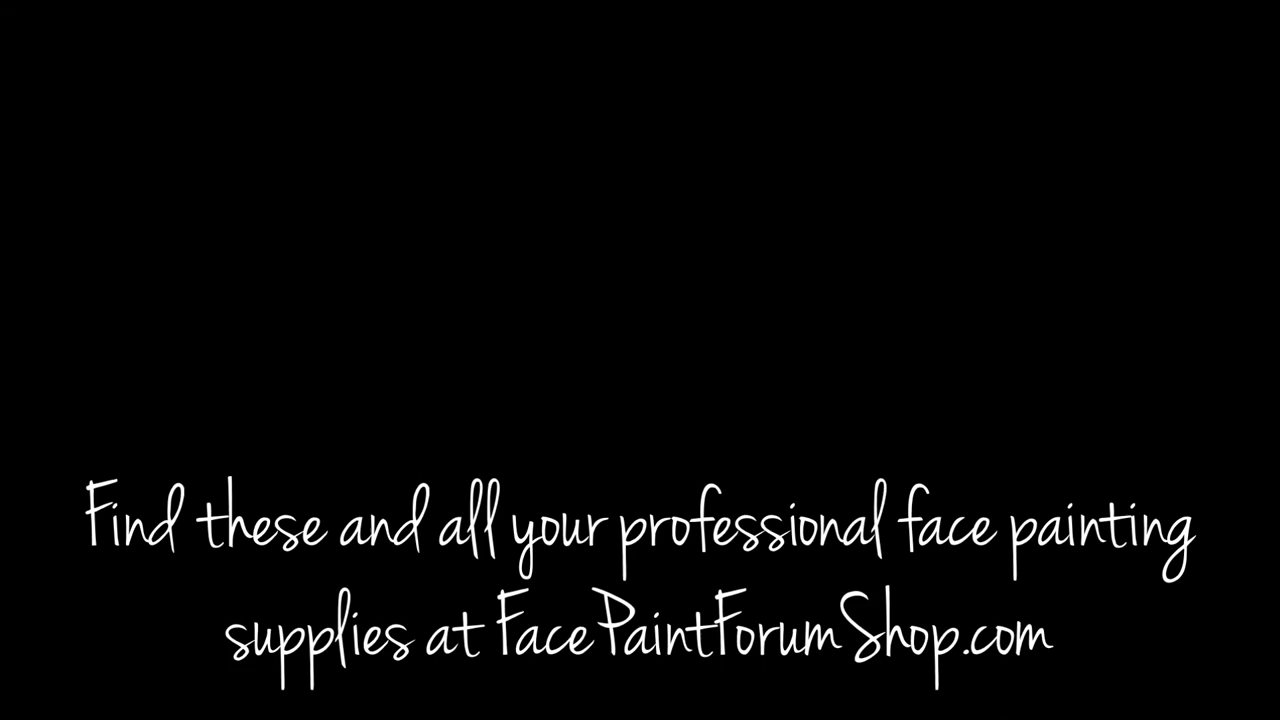 Find these and all your professional face painting
supplies at FacePaintForumShop.com